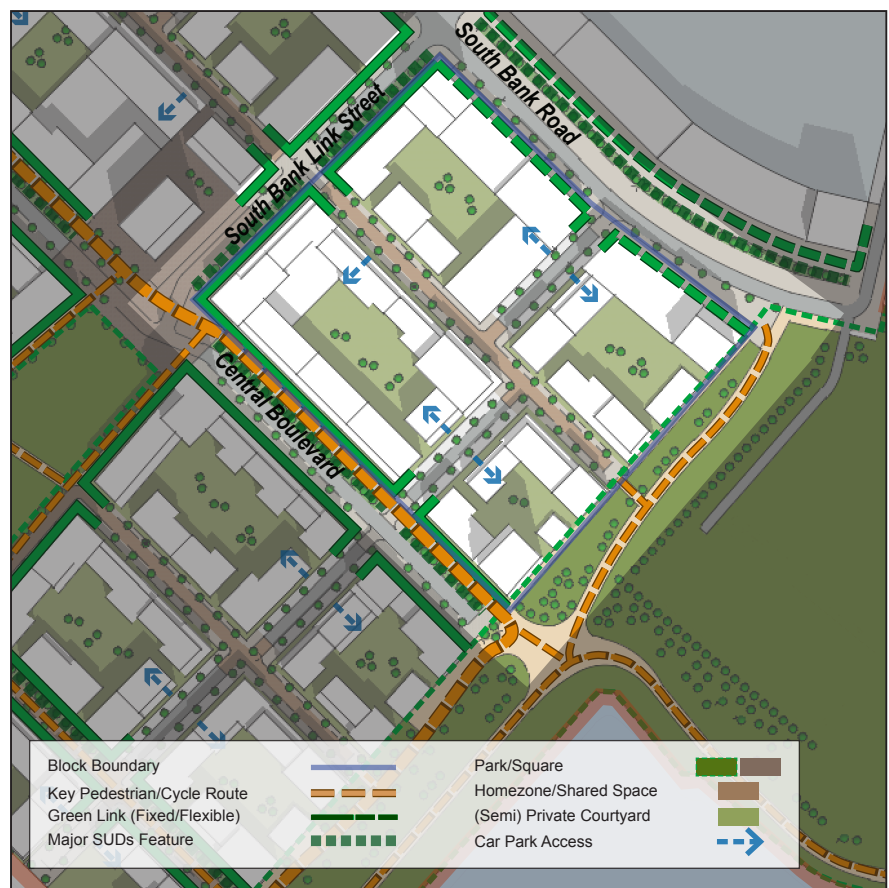 South Bank Road
South Bank Link Street
Central Boulevard
Block Boundary
Key Pedestrian/Cycle Route
Green Link (Fixed/Flexible)
Major SUDs Feature
Park/Square
Homezone/Shared Space
(Semi) Private Courtyard
Car Park Access